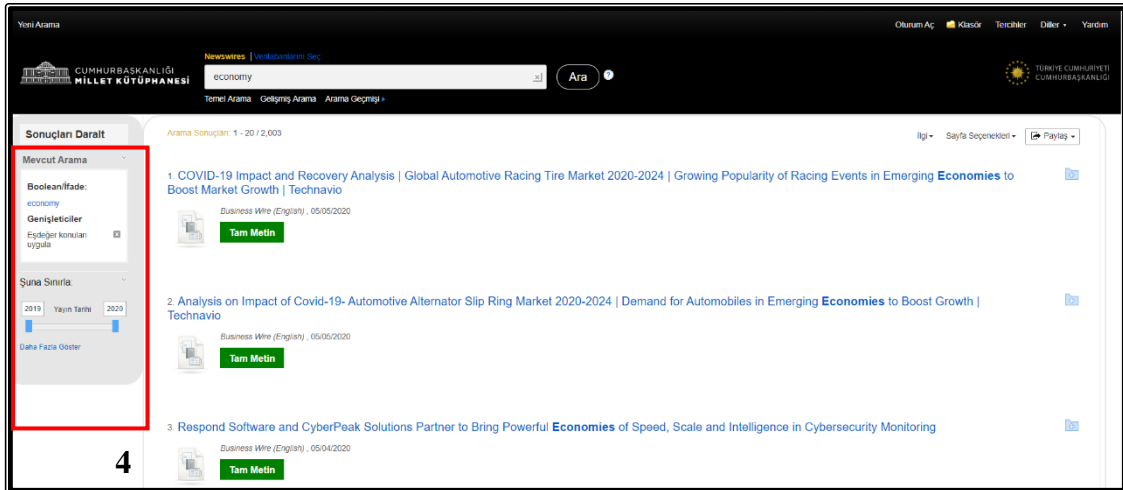 Yeni Arama
Oturum Aç Klasör Tercihler Diller Yardım
CUMHURBAŞKANLIĞI
MİLLET KÜTÜPHANESİ
Newswires | Veritabanlarını Seç
economy
Ara
Temel Arama Gelişmiş Arama Arama Geçmişi
TÜRKİYE CUMHURİYETİ
CUMHURBAŞKANLIĞI
Sonuçları Daralt
Mevcut Arama
Boolean/İfade:
economy
Genişleticiler
Eşdeğer konuları
uygula
Şuna Sınırla:
2019 Yayın Tarihi 2020
Daha Fazla Göster
4
Arama Sonuçları: 1 - 20 / 2,003
İlgi Sayfa Seçenekleri Paylaş
1. COVID-19 Impact and Recovery Analysis | Global Automotive Racing Tire Market 2020-2024 | Growing Popularity of Racing Events in Emerging Economies to
Boost Market Growth | Technavio
Business Wire (English) , 05/05/2020
Tam Metin
2. Analysis on Impact of Covid-19- Automotive Alternator Slip Ring Market 2020-2024 | Demand for Automobiles in Emerging Economies to Boost Growth |
Technavio
Business Wire (English) , 05/05/2020
Tam Metin
3. Respond Software and CyberPeak Solutions Partner to Bring Powerful Economies of Speed, Scale and Intelligence in Cybersecurity Monitoring
Business Wire (English) , 05/04/2020
Tam Metin